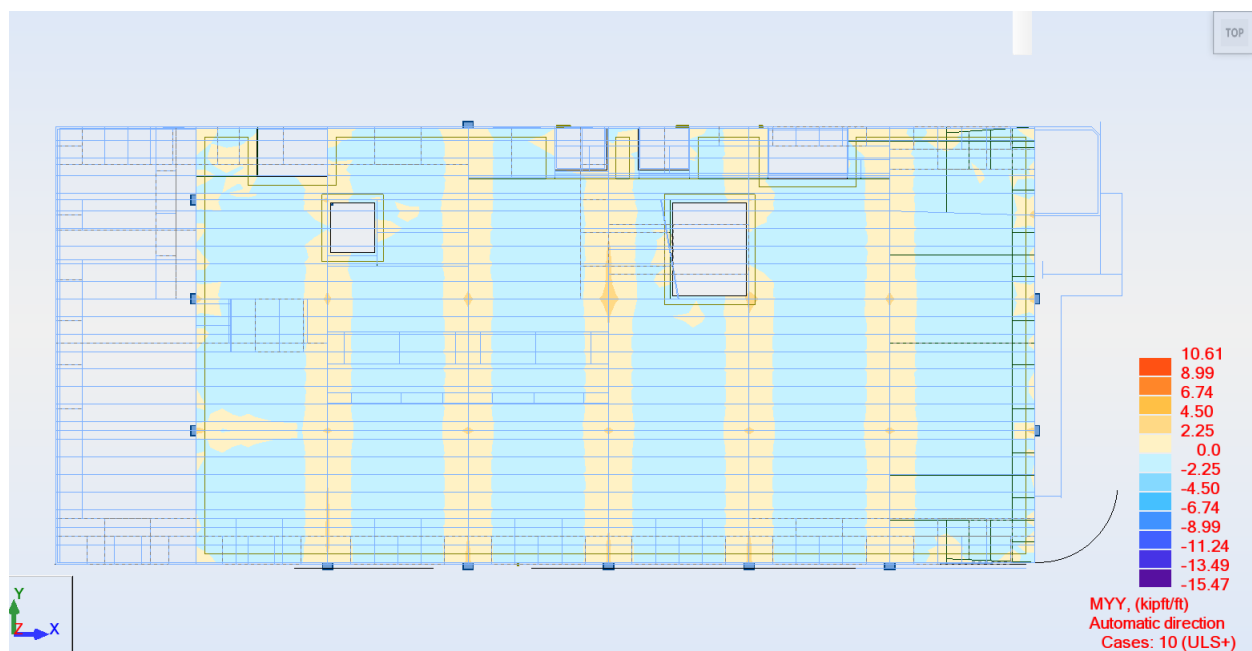 TOP
10.61
8.99
6.74
4.50
2.25
0.0
-2.25
-4.50
-6.74
-8.99
-11.24
-13.49
-15.47
MYY, (kipft/ft)
Automatic direction
Cases: 10 (ULS+)
Y
Z X